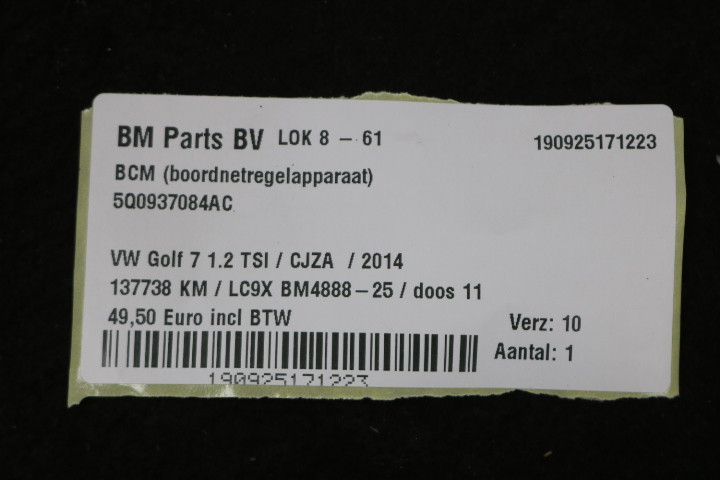 BM Parts BV LOK 8 - 61 190925171223
BCM (boordnetregelapparaat)
5Q0937084AC
VW Golf 7 1.2 TSI / CJZA / 2014
137738 KM / LC9X BM4888-25 / doos 11
49,50 Euro incl BTW
Verz: 10
Aantal: 1
190925171223